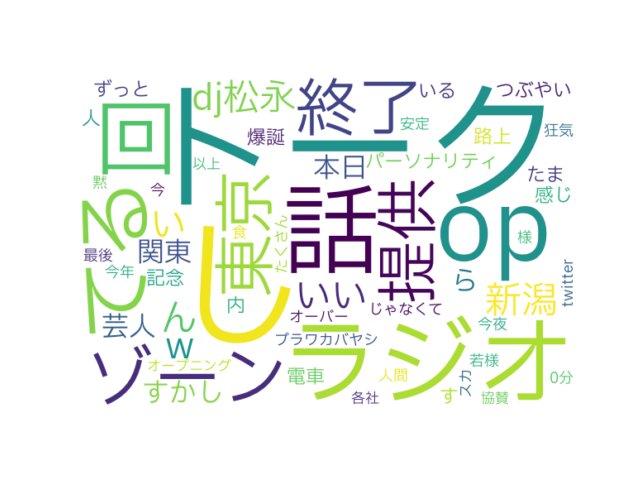 ずっと
dj松永
終了
いる
つぶやい
人
回
ト
ー
ク
爆誕
安定
路上
狂気
本日
パーソナリティ
以上
黙
今
たま
感じ
東京
話
提供
op
様
てる
し
い
食
たくさん
関東
ら
最後
今年
記念
内
いい
じゃなくて
新潟
twitter
芸人
ん
オーバー
今夜
w
プラワカバヤシ
ラジオ
ゾーン
オープニング
電車
人間
若様
スカ
0分
すかし
各社
す
協賛